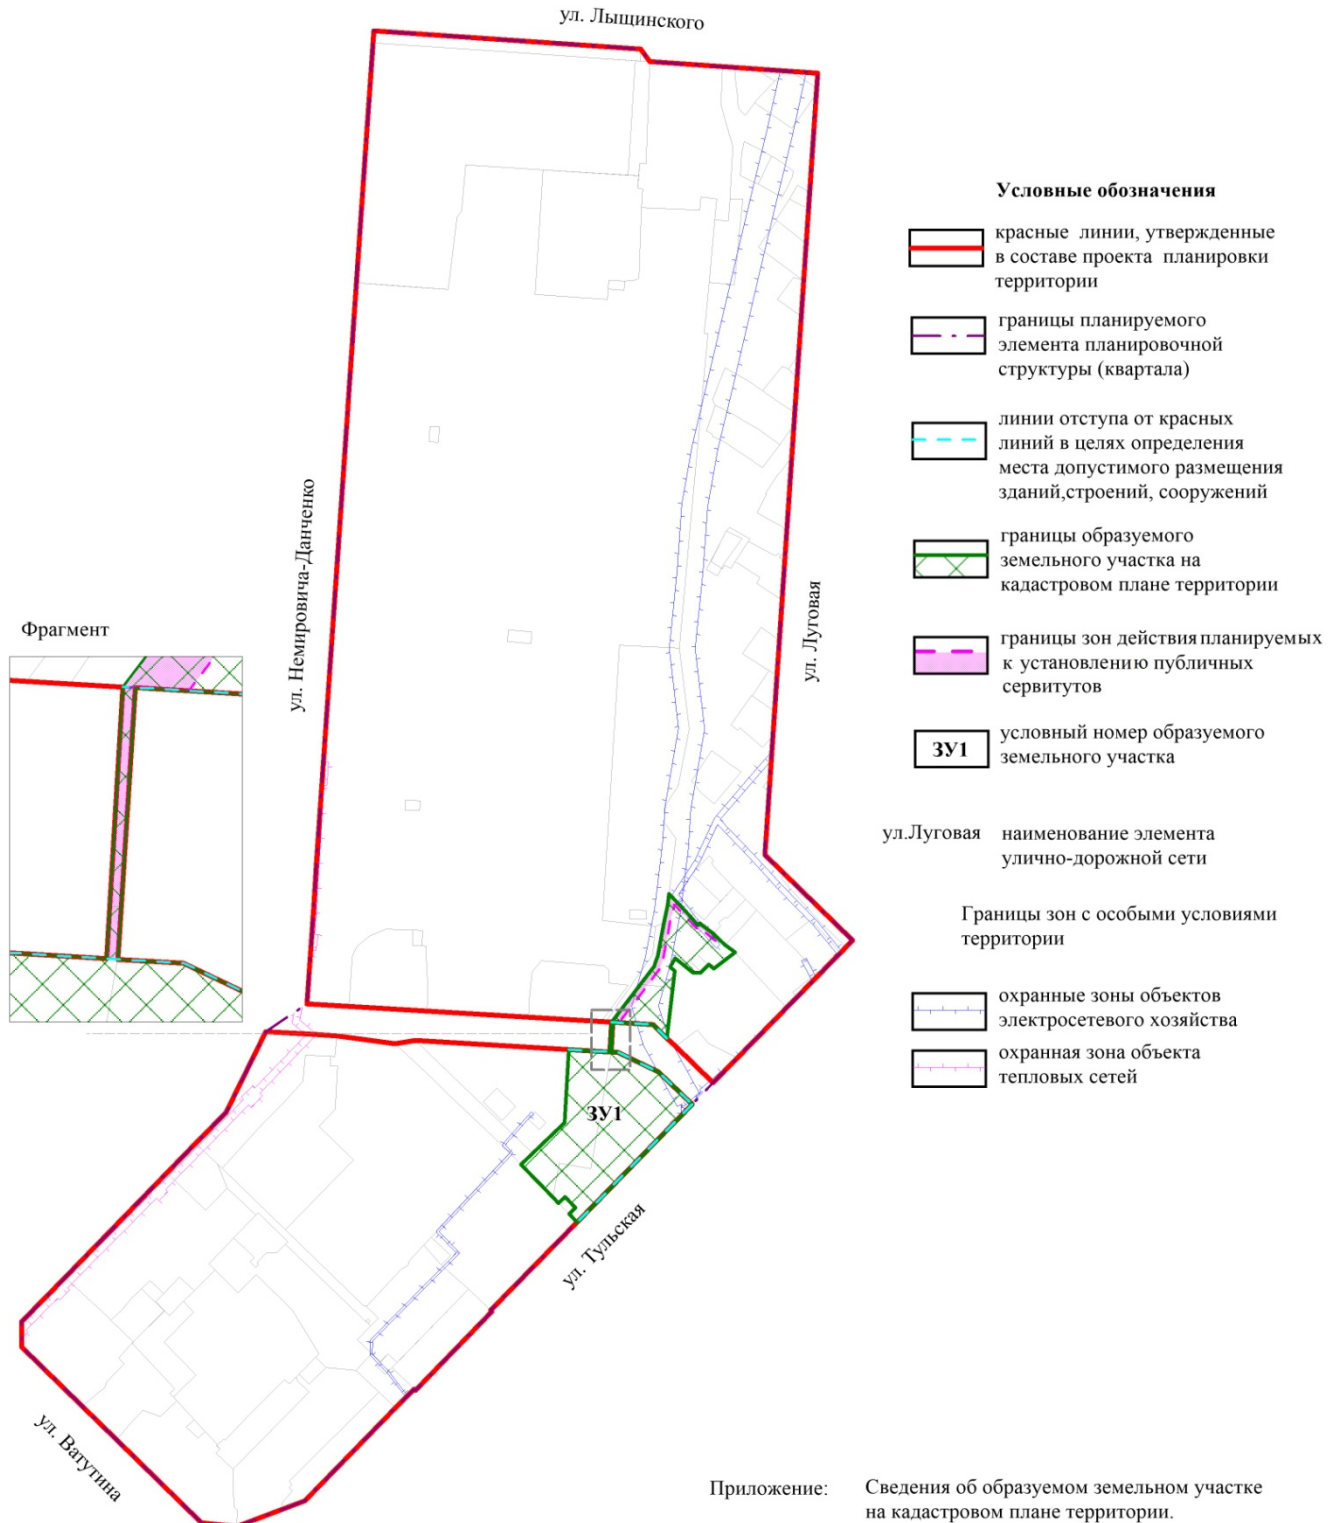 ул. Лыщинского
Условные обозначения
красные линии, утвержденные
в составе проекта планировки
территории
границы планируемого
элемента планировочной
структуры (квартала)
линии отступа от красных
линий в целях определения
места допустимого размещения
зданий,строений, сооружений
границы образуемого
земельного участка на
кадастровом плане территории
границы зон действия планируемых
к установлению публичных
сервитутов
ЗУ1
условный номер образуемого
земельного участка
ул.Луговая
наименование элемента
улично-дорожной сети
Границы зон с особыми условиями
территории
охранные зоны объектов
электросетевого хозяйства
охранная зона объекта
тепловых сетей
ул. Немировича-Данченко
ул. Луговая
Фрагмент
ЗУ1
ул. Тульская
ул. Ватутина
Приложение:
Сведения об образуемом земельном участке
на кадастровом плане территории.